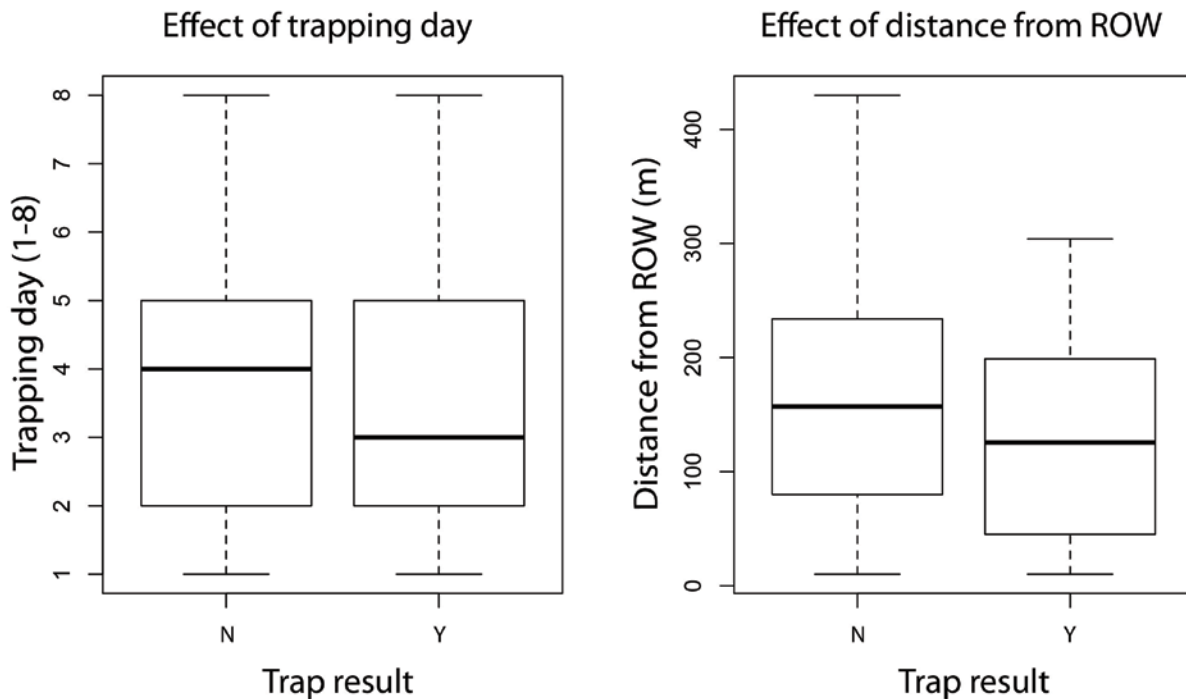 Effect of trapping day
Trapping day (1-8)
8
7
6
5
4
3
2
1
N
Y
Trap result
Effect of distance from ROW
Distance from ROW (m)
400
300
200
100
0
N
Y
Trap result